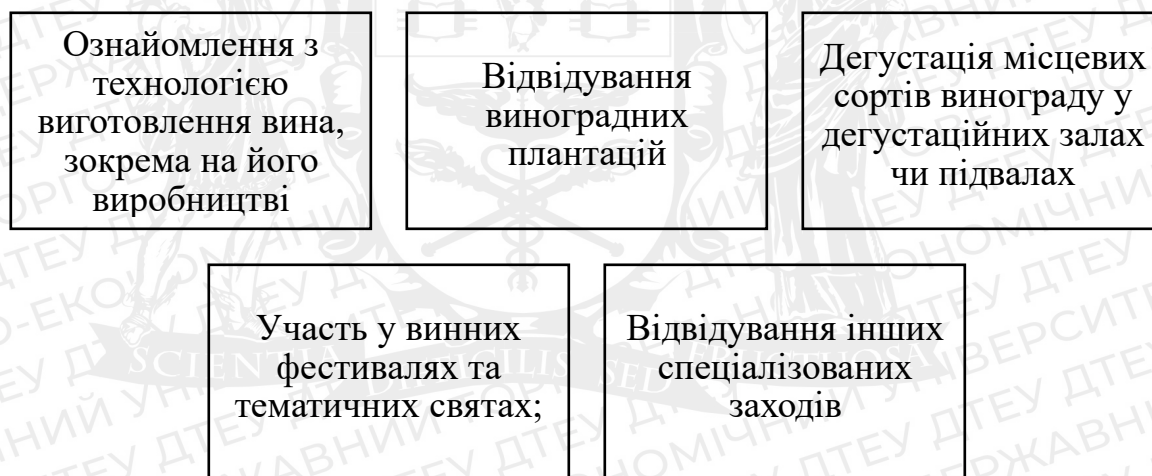 Ознайомлення з
технологією
виготовлення вина,
зокрема на його
виробництві
Відвідування
виноградних
плантацій
Дегустація місцевих
сортів винограду у
дегустаційних залах
чи підвалах
Участь у винних
фестивалях та
тематичних святах;
Відвідування інших
спеціалізованих
заходів